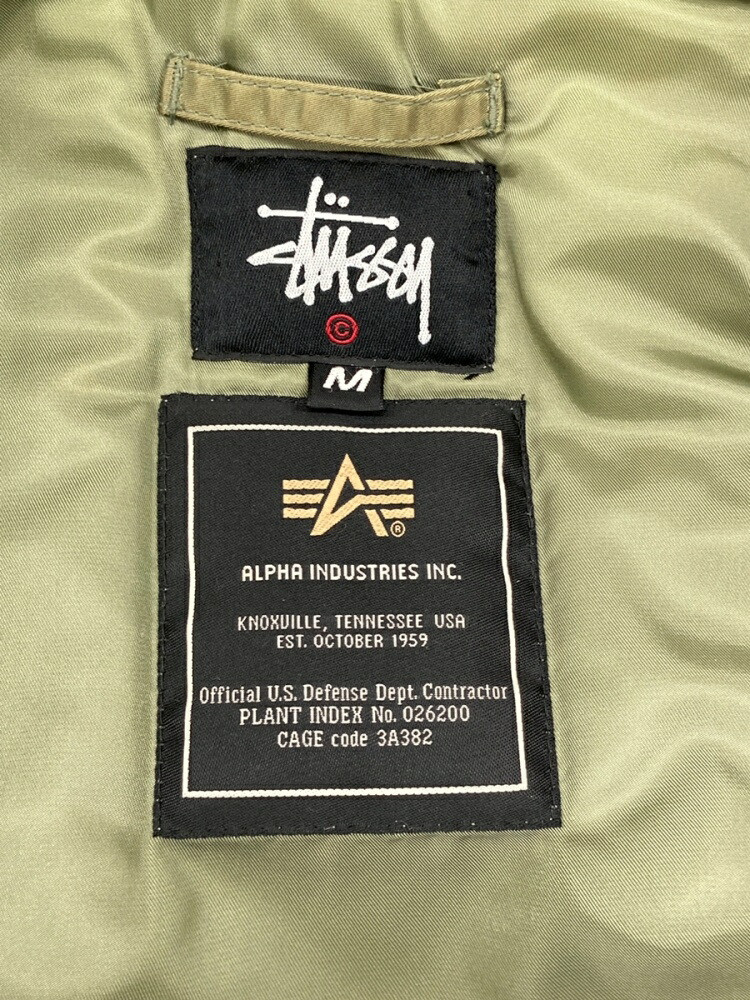 Stüssy
©
M
®
ALPHA INDUSTRIES INC.
KNOXVILLE, TENNESSEE USA
EST. OCTOBER 1959
Official U.S. Defense Dept. Contractor
PLANT INDEX No. 026200
CAGE code 3A382